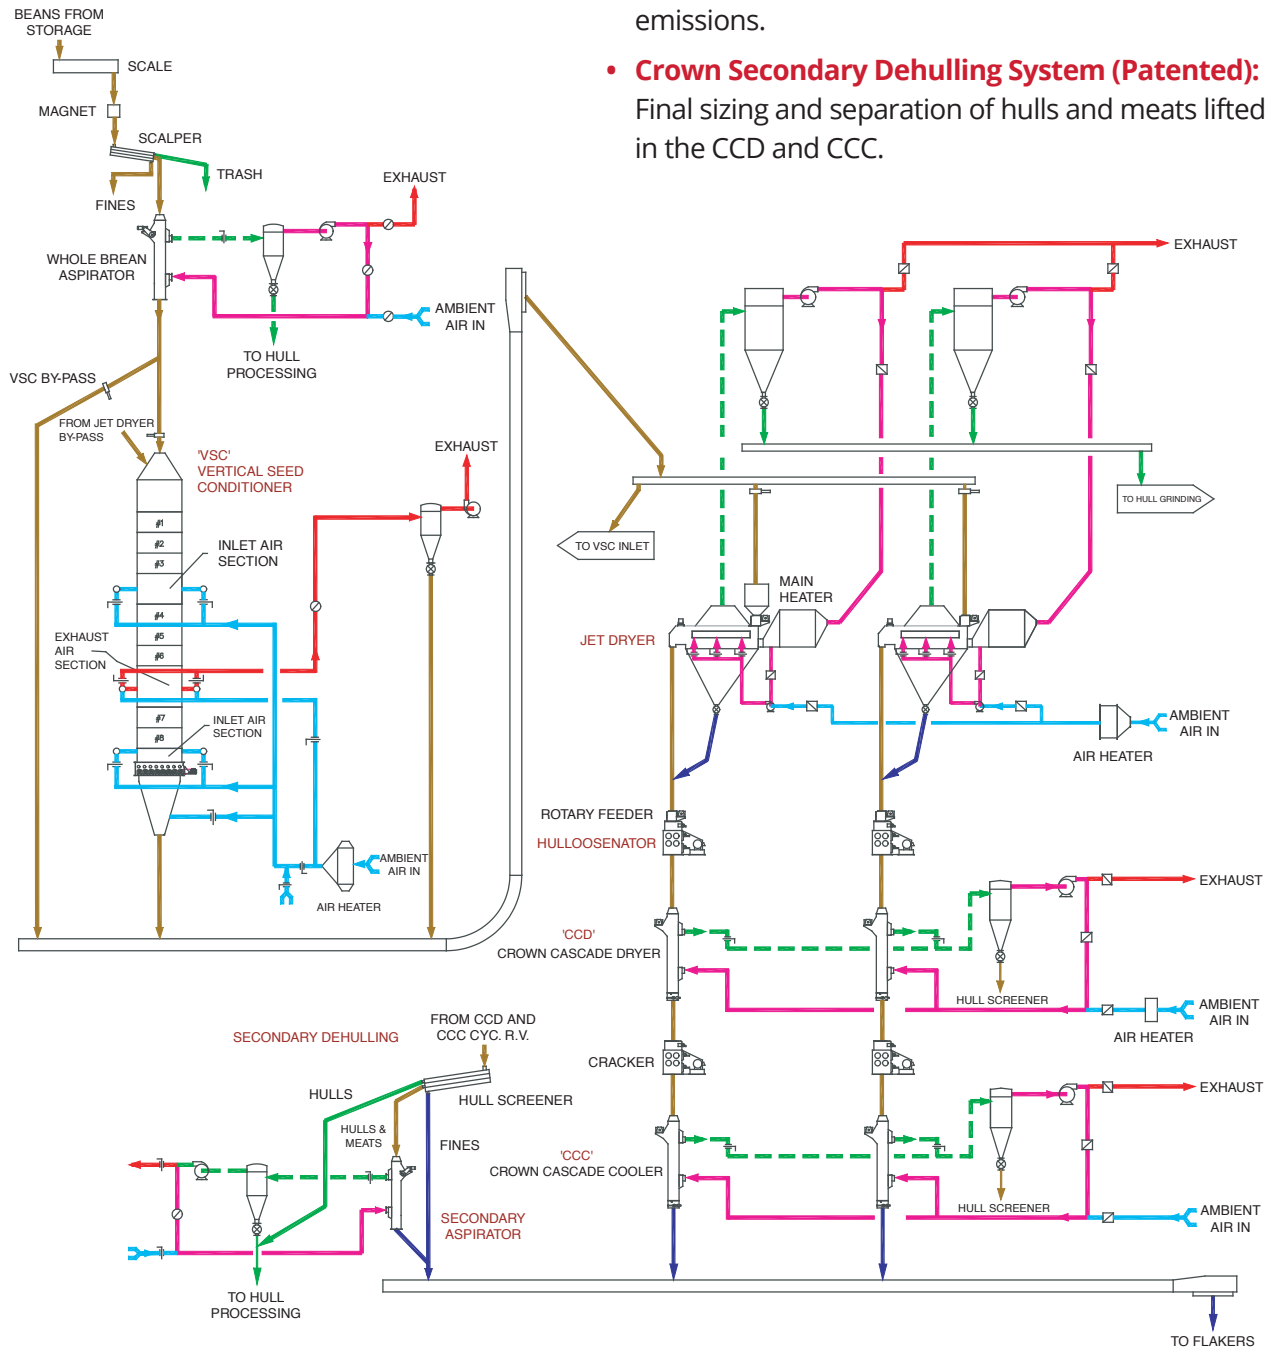 emissions.
• Crown Secondary Dehulling System (Patented):
Final sizing and separation of hulls and meats lifted
in the CCD and CCC.
BEANS FROM
STORAGE
SCALE
MAGNET
SCALPER
TRASH
FINES
EXHAUST
WHOLE BREAN
ASPIRATOR
AMBIENT
AIR IN
TO HULL
PROCESSING
VSC BY-PASS
FROM JET DRYER
BY-PASS
'VSC'
VERTICAL SEED
CONDITIONER
EXHAUST
#1
#2
#3
INLET AIR
SECTION
#4
#5
#6
EXHAUST
AIR
SECTION
#7
#8
INLET AIR
SECTION
AMBIENT
AIR IN
AIR HEATER
EXHAUST
TO HULL GRINDING
TO VSC INLET
MAIN
HEATER
JET DRYER
AMBIENT
AIR IN
AIR HEATER
ROTARY FEEDER
HULLOOSENATOR
EXHAUST
'CCD'
CROWN CASCADE DRYER
HULL SCREENER
AMBIENT
AIR IN
AIR HEATER
CRACKER
EXHAUST
'CCC'
CROWN CASCADE COOLER
HULL SCREENER
AMBIENT
AIR IN
SECONDARY DEHULLING
FROM CCD AND
CCC CYC. R.V.
HULLS
HULL SCREENER
HULLS &
MEATS
FINES
SECONDARY
ASPIRATOR
TO HULL
PROCESSING
TO FLAKERS